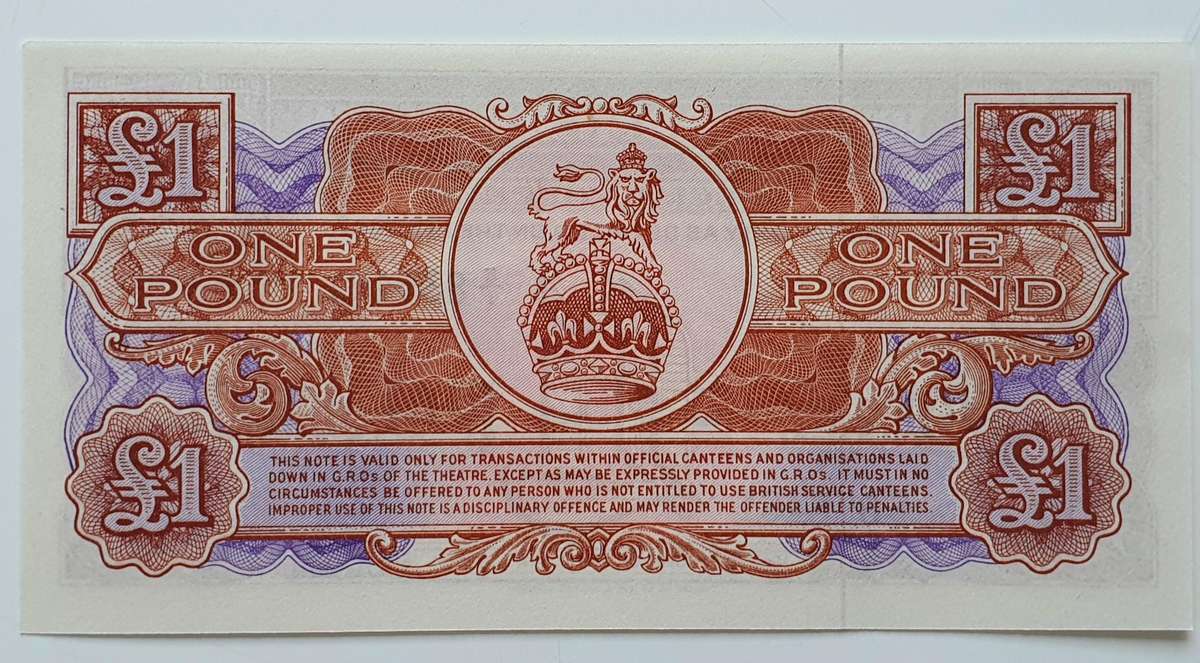 £1
£1
ONE
POUND
ONE
POUND
THIS NOTE IS VALID ONLY FOR TRANSACTIONS WITHIN OFFICIAL CANTEENS AND ORGANISATIONS LAID
DOWN IN G.R.Os OF THE THEATRE. EXCEPT AS MAY BE EXPRESSLY PROVIDED IN G.R.Os. IT MUST IN NO
CIRCUMSTANCES BE OFFERED TO ANY PERSON WHO IS NOT ENTITLED TO USE BRITISH SERVICE CANTEENS.
IMPROPER USE OF THIS NOTE IS A DISCIPLINARY OFFENCE AND MAY RENDER THE OFFENDER LIABLE TO PENALTIES.
£1
£1